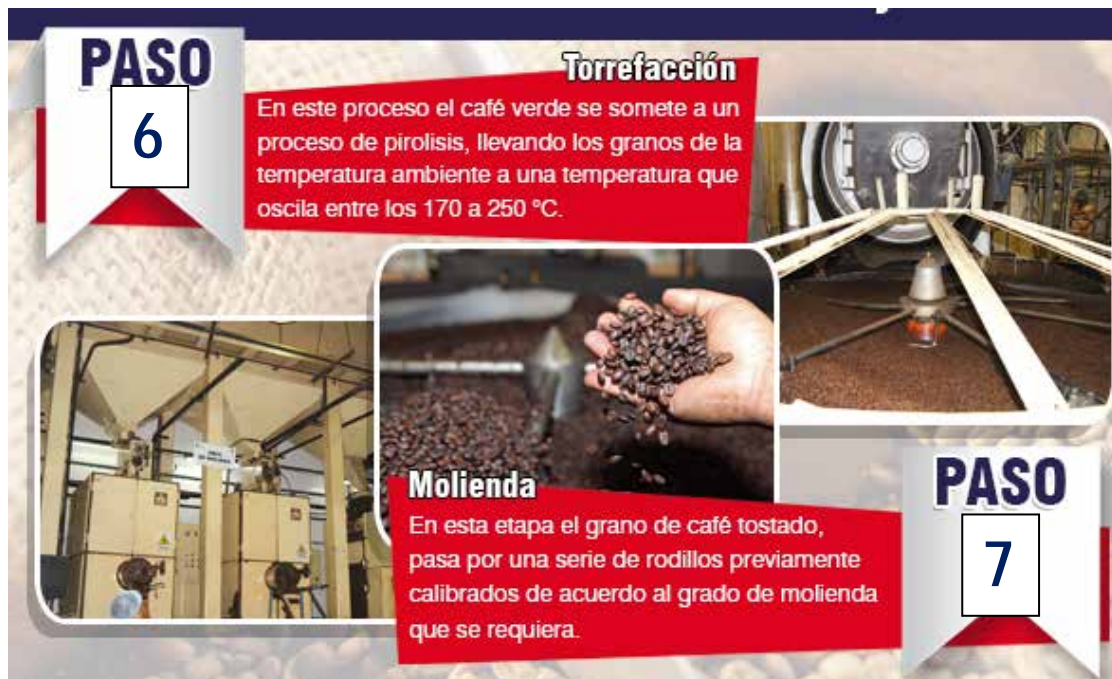 PASO
6
Torrefacción
En este proceso el café verde se somete a un
proceso de pirolisis, llevando los granos de la
temperatura ambiente a una temperatura que
oscila entre los 170 a 250 ºC.
Molienda
En esta etapa el grano de café tostado,
pasa por una serie de rodillos previamente
calibrados de acuerdo al grado de molienda
que se requiera.
PASO
7